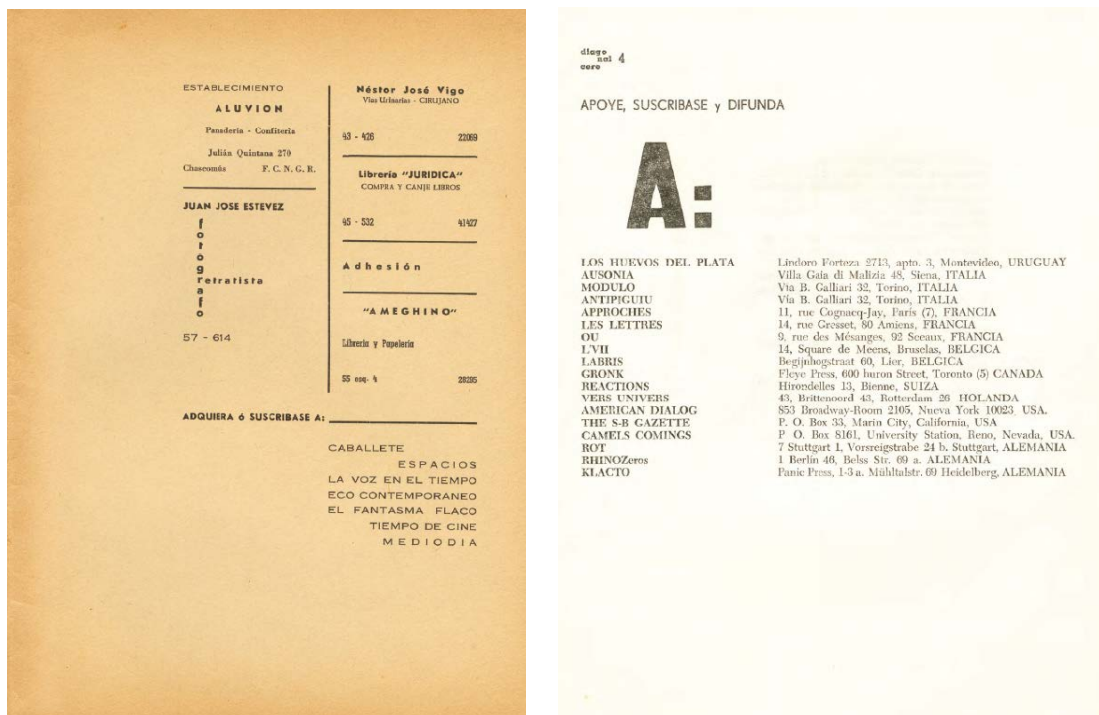 ESTABLECIMIENTO
ALUVION
Panadería - Confitería
Julián Quintana 270
Chascomús F. C. N. G. R.
JUAN JOSE ESTEVEZ
fotógrafo
retratista
57 - 614
Néstor José Vigo
Vías Urinarias - CIRUJANO
43 - 426 22069
Librería "JURIDICA"
COMPRA Y CANJE LIBROS
45 - 532 41427
Adhesión
"AMEGHINO"
Librería y Papelería
55 esq. 4 28295
ADQUIERA ó SUSCRIBASE A:
CABALLETE
ESPACIOS
LA VOZ EN EL TIEMPO
ECO CONTEMPORANEO
EL FANTASMA FLACO
TIEMPO DE CINE
MEDIODIA
diago
nal 4
cero
APOYE, SUSCRIBASE y DIFUNDA
A:
LOS HUEVOS DEL PLATA Lindoro Forteza 2713, apto. 3, Montevideo, URUGUAY
AUSONIA Villa Gaia di Malizia 48, Siena, ITALIA
MODULO Via B. Galliari 32, Torino, ITALIA
ANTIPIGUIU Via B. Galliari 32, Torino, ITALIA
APPROCHES 11, rue Cognacq-Jay, París (7), FRANCIA
LES LETTRES 14, rue Gresset, 80 Amiens, FRANCIA
OU 9, rue des Mésanges, 92 Sceaux, FRANCIA
L'VII 14, Square de Meens, Bruselas, BELGICA
LABRIS Begijnhogstraat 60, Lier, BELGICA
GRONK Fleye Press, 600 huron Street, Toronto (5) CANADA
REACTIONS Hirondelles 13, Bienne, SUIZA
VERS UNIVERS 43, Brittenoord 43, Rotterdam 26 HOLANDA
AMERICAN DIALOG 853 Broadway-Room 2105, Nueva York 10023, USA.
THE S-B GAZETTE P. O. Box 33, Marin City, California, USA
CAMELS COMINGS P O. Box 8161, University Station, Reno, Nevada, USA.
ROT 7 Stuttgart 1, Vorsreigstrabe 24 b. Stuttgart, ALEMANIA
RHINOZeros 1 Berlin 46, Belss Str. 69 a. ALEMANIA
KLACTO Panic Press, 1-3 a. Mühltalstr. 69 Heidelberg, ALEMANIA